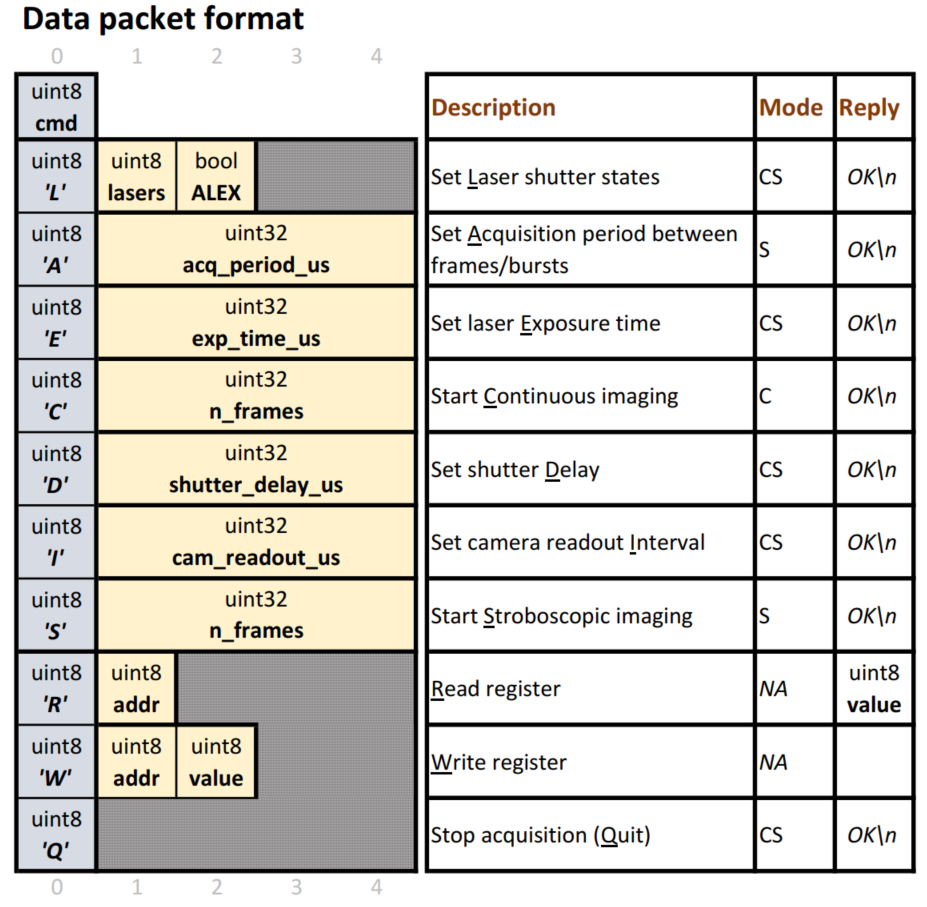 Data packet format
0 1 2 3 4
uint8
cmd
Description Mode Reply
uint8 uint8 bool
'L' lasers ALEX
Set Laser shutter states CS OK\n
uint8 uint32
'A' acq_period_us
Set Acquisition period between
frames/bursts
S OK\n
uint8 uint32
'E' exp_time_us
Set laser Exposure time CS OK\n
uint8 uint32
'C' n_frames
Start Continuous imaging C OK\n
uint8 uint32
'D' shutter_delay_us
Set shutter Delay CS OK\n
uint8 uint32
'I' cam_readout_us
Set camera readout Interval CS OK\n
uint8 uint32
'S' n_frames
Start Stroboscopic imaging S OK\n
uint8 uint8
'R' addr
Read register NA
uint8
value
uint8 uint8 uint8
'W' addr value
Write register NA
uint8
'Q'
Stop acquisition (Quit) CS OK\n
0 1 2 3 4